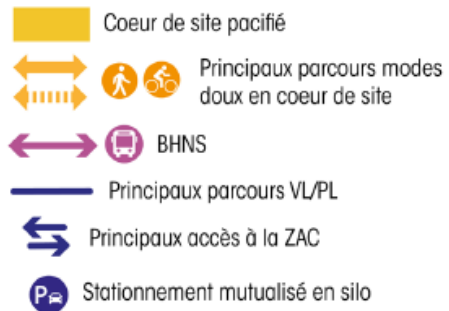 Coeur de site pacifié
Principaux parcours modes
doux en coeur de site
BHNS
Principaux parcours VL/PL
Principaux accès à la ZAC
P
Stationnement mutualisé en silo